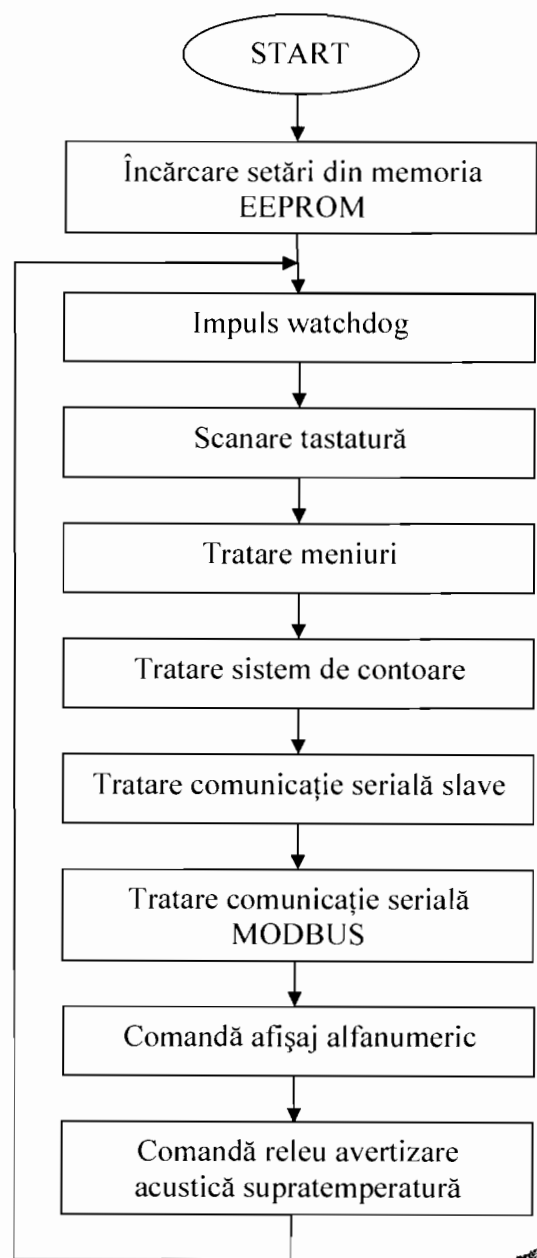 START
Încărcare setări din memoria
EEPROM
Impuls watchdog
Scanare tastatură
Tratare meniuri
Tratare sistem de contoare
Tratare comunicație serială slave
Tratare comunicație serială
MODBUS
Comandă afişaj alfanumeric
Comandă releu avertizare
acustică supratemperatură